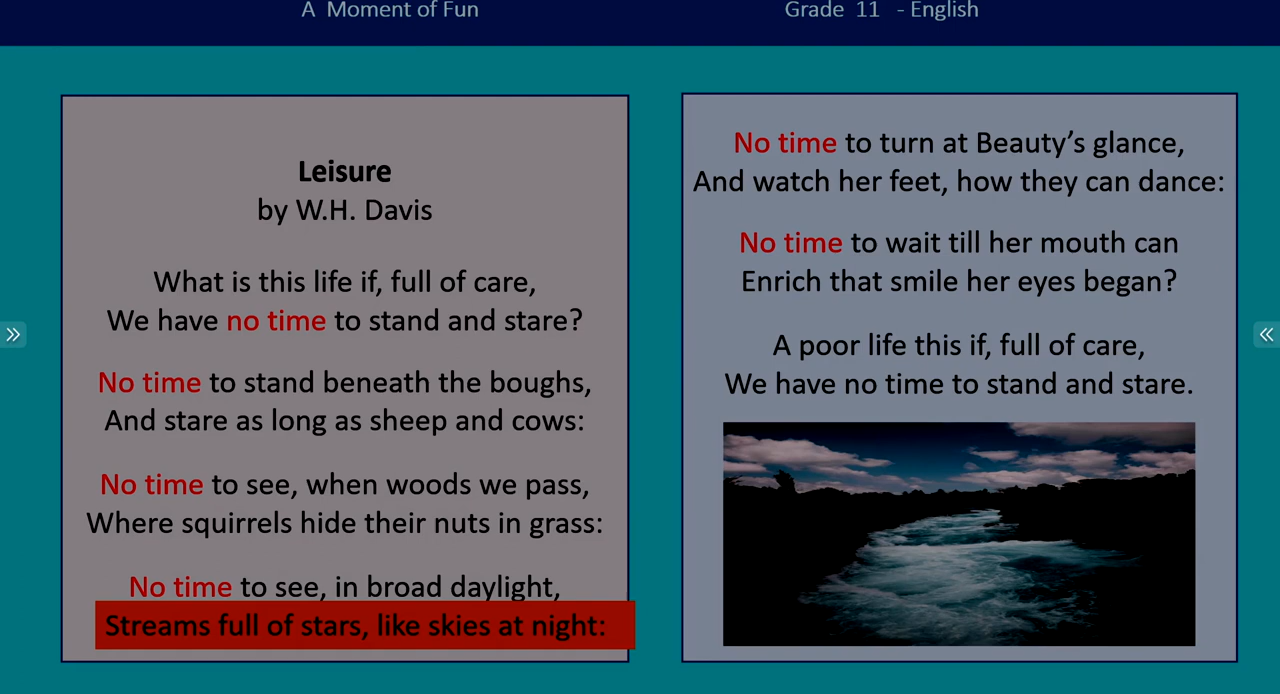 A Moment of Fun
Grade 11 - English
Leisure
by W.H. Davis
What is this life if, full of care,
We have no time to stand and stare?
No time to stand beneath the boughs,
And stare as long as sheep and cows:
No time to see, when woods we pass,
Where squirrels hide their nuts in grass:
No time to see, in broad daylight,
Streams full of stars, like skies at night:
No time to turn at Beauty’s glance,
And watch her feet, how they can dance:
No time to wait till her mouth can
Enrich that smile her eyes began?
A poor life this if, full of care,
We have no time to stand and stare.